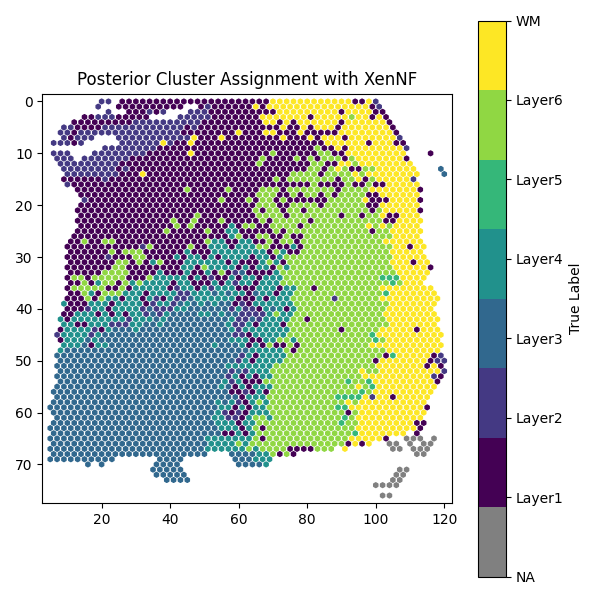 Posterior Cluster Assignment with XenNF
0
10
20
30
40
50
60
70
20
40
60
80
100
120
WM
Layer6
Layer5
Layer4
Layer3
Layer2
Layer1
NA
True Label